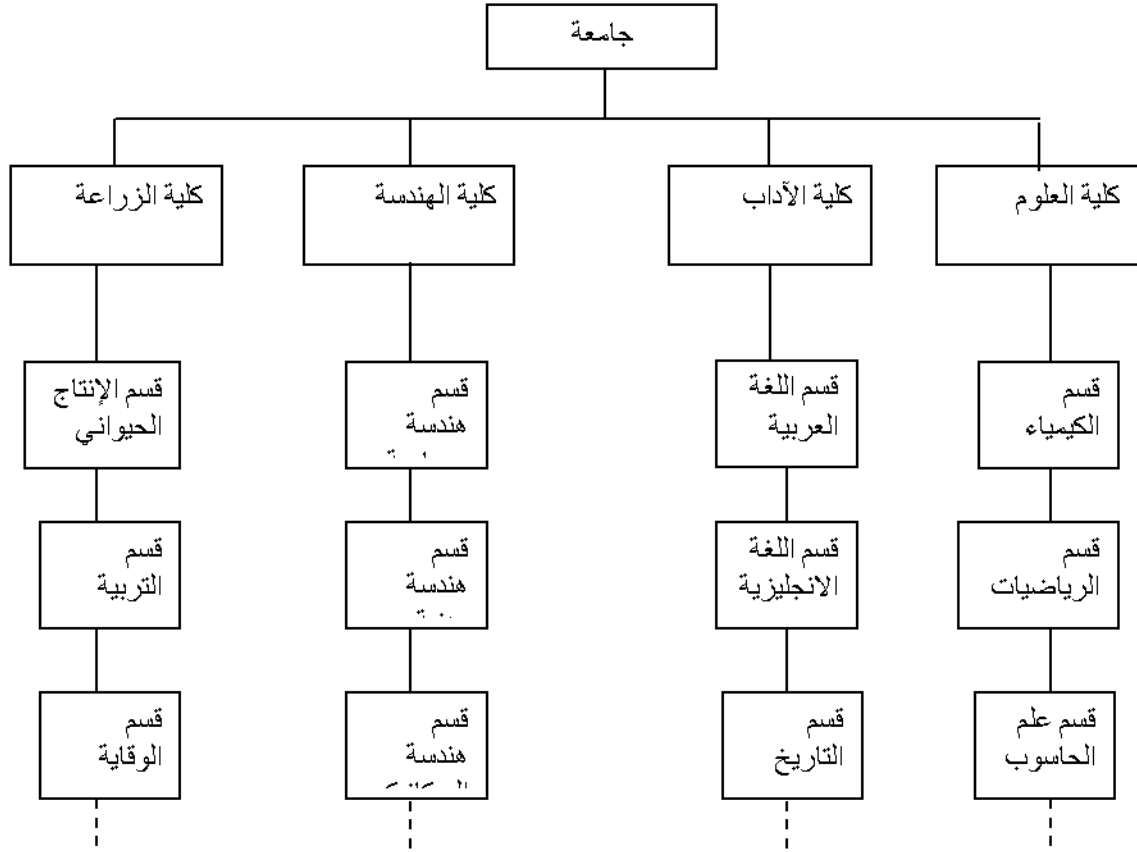 جامعة
كلية العلوم
كلية الآداب
كلية الهندسة
كلية الزراعة
قسم
الكيمياء
قسم اللغة
العربية
قسم
هندسة
قسم الإنتاج
الحيواني
قسم
الرياضيات
قسم اللغة
الانجليزية
قسم
هندسة
قسم
التربية
قسم علم
الحاسوب
قسم
التاريخ
قسم
هندسة
قسم
الوقاية